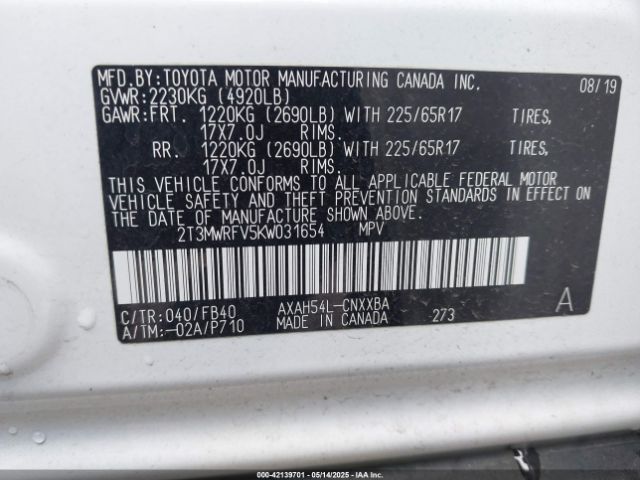 MFD.BY:TOYOTA MOTOR MANUFACTURING CANADA INC. 08/19
GVWR:2230KG (4920LB)
GAWR:FRT. 1220KG (2690LB) WITH 225/65R17 TIRES,
17X7.0J RIMS.
RR. 1220KG (2690LB) WITH 225/65R17 TIRES,
17X7.0J RIMS.
THIS VEHICLE CONFORMS TO ALL APPLICABLE FEDERAL MOTOR
VEHICLE SAFETY AND THEFT PREVENTION STANDARDS IN EFFECT ON
THE DATE OF MANUFACTURE SHOWN ABOVE.
2T3MWRFV5KW031654 MPV
C/TR:040/FB40 AXAH54L-CNXXBA A
A/TM:-02A/P710 MADE IN CANADA 273
000-42139701 05/14/2025 IAAI.com